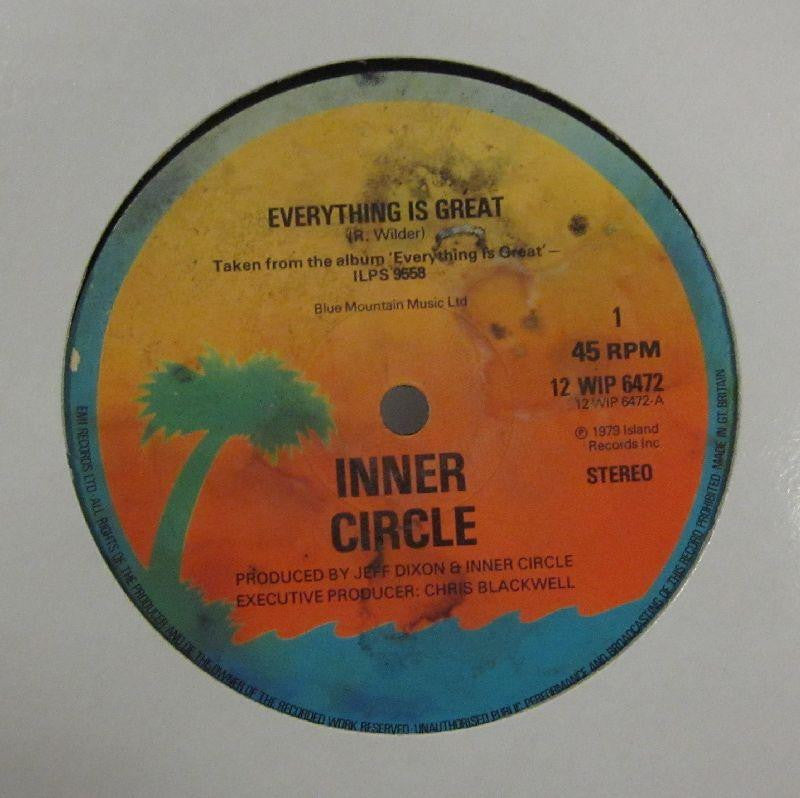 EVERYTHING IS GREAT
(R. Wilder)
Taken from the album 'Everything Is Great'—
ILPS 9558
Blue Mountain Music Ltd
1
45 RPM
12 WIP 6472
12 WIP 6472-A
Ⓟ 1979 Island
Records Inc
STEREO
INNER
CIRCLE
PRODUCED BY JEFF DIXON & INNER CIRCLE
EXECUTIVE PRODUCER: CHRIS BLACKWELL
EMI RECORDS LTD. ALL RIGHTS OF THE PRODUCER AND OF THE OWNER OF THE RECORDED WORK RESERVED. UNAUTHORISED PUBLIC PERFORMANCE AND BROADCASTING OF THIS RECORD PROHIBITED. MADE IN GT. BRITAIN